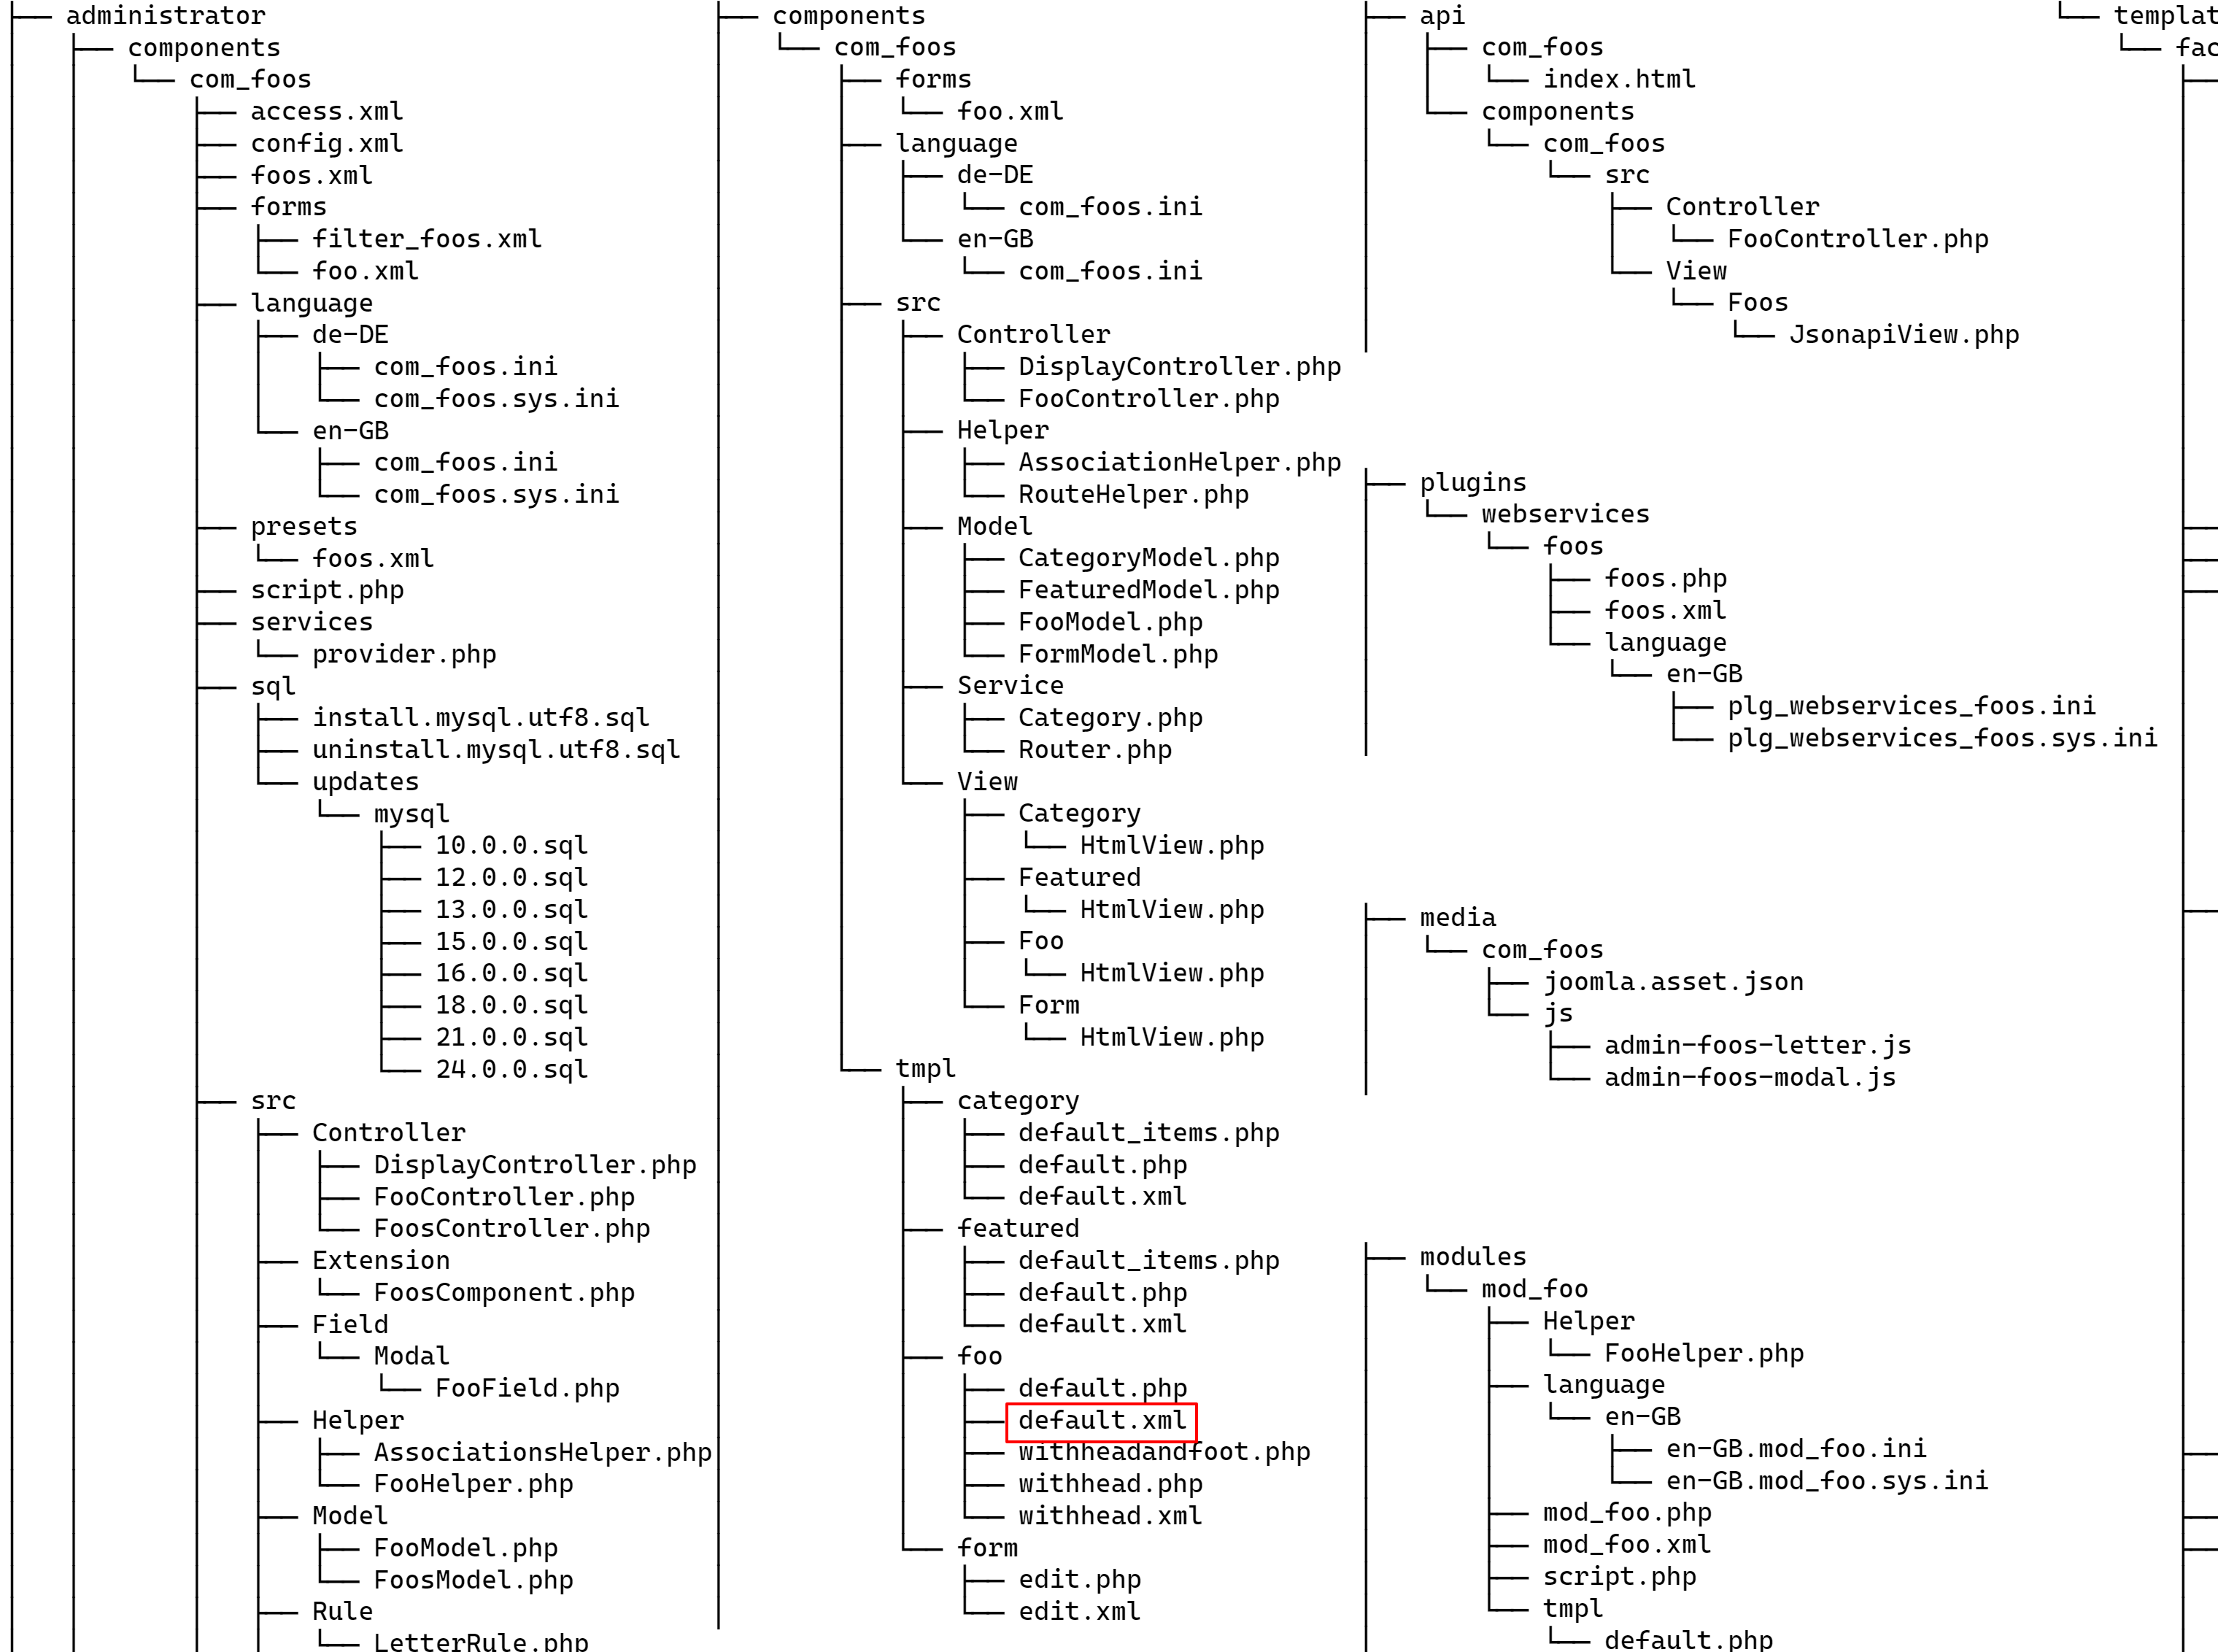 ├── administrator
│   ├── components
│   │   └── com_foos
│   │       ├── access.xml
│   │       ├── config.xml
│   │       ├── foos.xml
│   │       ├── forms
│   │       │   ├── filter_foos.xml
│   │       │   └── foo.xml
│   │       ├── language
│   │       │   ├── de-DE
│   │       │   │   ├── com_foos.ini
│   │       │   │   └── com_foos.sys.ini
│   │       │   └── en-GB
│   │       │       ├── com_foos.ini
│   │       │       └── com_foos.sys.ini
│   │       ├── presets
│   │       │   └── foos.xml
│   │       ├── script.php
│   │       ├── services
│   │       │   └── provider.php
│   │       ├── sql
│   │       │   ├── install.mysql.utf8.sql
│   │       │   ├── uninstall.mysql.utf8.sql
│   │       │   └── updates
│   │       │       └── mysql
│   │       │           ├── 10.0.0.sql
│   │       │           ├── 12.0.0.sql
│   │       │           ├── 13.0.0.sql
│   │       │           ├── 15.0.0.sql
│   │       │           ├── 16.0.0.sql
│   │       │           ├── 18.0.0.sql
│   │       │           ├── 21.0.0.sql
│   │       │           └── 24.0.0.sql
│   │       ├── src
│   │       │   ├── Controller
│   │       │   │   ├── DisplayController.php
│   │       │   │   ├── FooController.php
│   │       │   │   └── FoosController.php
│   │       │   ├── Extension
│   │       │   │   └── FoosComponent.php
│   │       │   ├── Field
│   │       │   │   └── Modal
│   │       │   │       └── FooField.php
│   │       │   ├── Helper
│   │       │   │   ├── AssociationsHelper.php
│   │       │   │   └── FooHelper.php
│   │       │   ├── Model
│   │       │   │   ├── FooModel.php
│   │       │   │   └── FoosModel.php
│   │       │   ├── Rule
│   │       │   │   └── LetterRule.php
├── components
│   └── com_foos
│       ├── forms
│       │   └── foo.xml
│       ├── language
│       │   ├── de-DE
│       │   │   └── com_foos.ini
│       │   └── en-GB
│       │       └── com_foos.ini
│       ├── src
│       │   ├── Controller
│       │   │   ├── DisplayController.php
│       │   │   └── FooController.php
│       │   ├── Helper
│       │   │   ├── AssociationHelper.php
│       │   │   └── RouteHelper.php
│       │   ├── Model
│       │   │   ├── CategoryModel.php
│       │   │   ├── FeaturedModel.php
│       │   │   ├── FooModel.php
│       │   │   └── FormModel.php
│       │   ├── Service
│       │   │   ├── Category.php
│       │   │   └── Router.php
│       │   └── View
│       │       ├── Category
│       │       │   └── HtmlView.php
│       │       ├── Featured
│       │       │   └── HtmlView.php
│       │       ├── Foo
│       │       │   └── HtmlView.php
│       │       └── Form
│       │           └── HtmlView.php
│       └── tmpl
│           ├── category
│           │   ├── default_items.php
│           │   ├── default.php
│           │   └── default.xml
│           ├── featured
│           │   ├── default_items.php
│           │   ├── default.php
│           │   └── default.xml
│           ├── foo
│           │   ├── default.php
│           │   ├── default.xml
│           │   ├── withheadandfoot.php
│           │   ├── withhead.php
│           │   └── withhead.xml
│           └── form
│               ├── edit.php
│               └── edit.xml
├── api
│   ├── com_foos
│   │   └── index.html
│   └── components
│       └── com_foos
│           └── src
│               ├── Controller
│               │   └── FooController.php
│               └── View
│                   └── Foos
│                       └── JsonapiView.php
├── plugins
│   └── webservices
│       └── foos
│           ├── foos.php
│           ├── foos.xml
│           └── language
│               └── en-GB
│                   ├── plg_webservices_foos.ini
│                   └── plg_webservices_foos.sys.ini
├── media
│   └── com_foos
│       ├── joomla.asset.json
│       └── js
│           ├── admin-foos-letter.js
│           └── admin-foos-modal.js
├── modules
│   └── mod_foo
│       ├── Helper
│       │   └── FooHelper.php
│       ├── language
│       │   └── en-GB
│       │       ├── en-GB.mod_foo.ini
│       │       └── en-GB.mod_foo.sys.ini
│       ├── mod_foo.php
│       ├── mod_foo.xml
│       ├── script.php
│       └── tmpl
│           └── default.php
└── templat
    └── fac